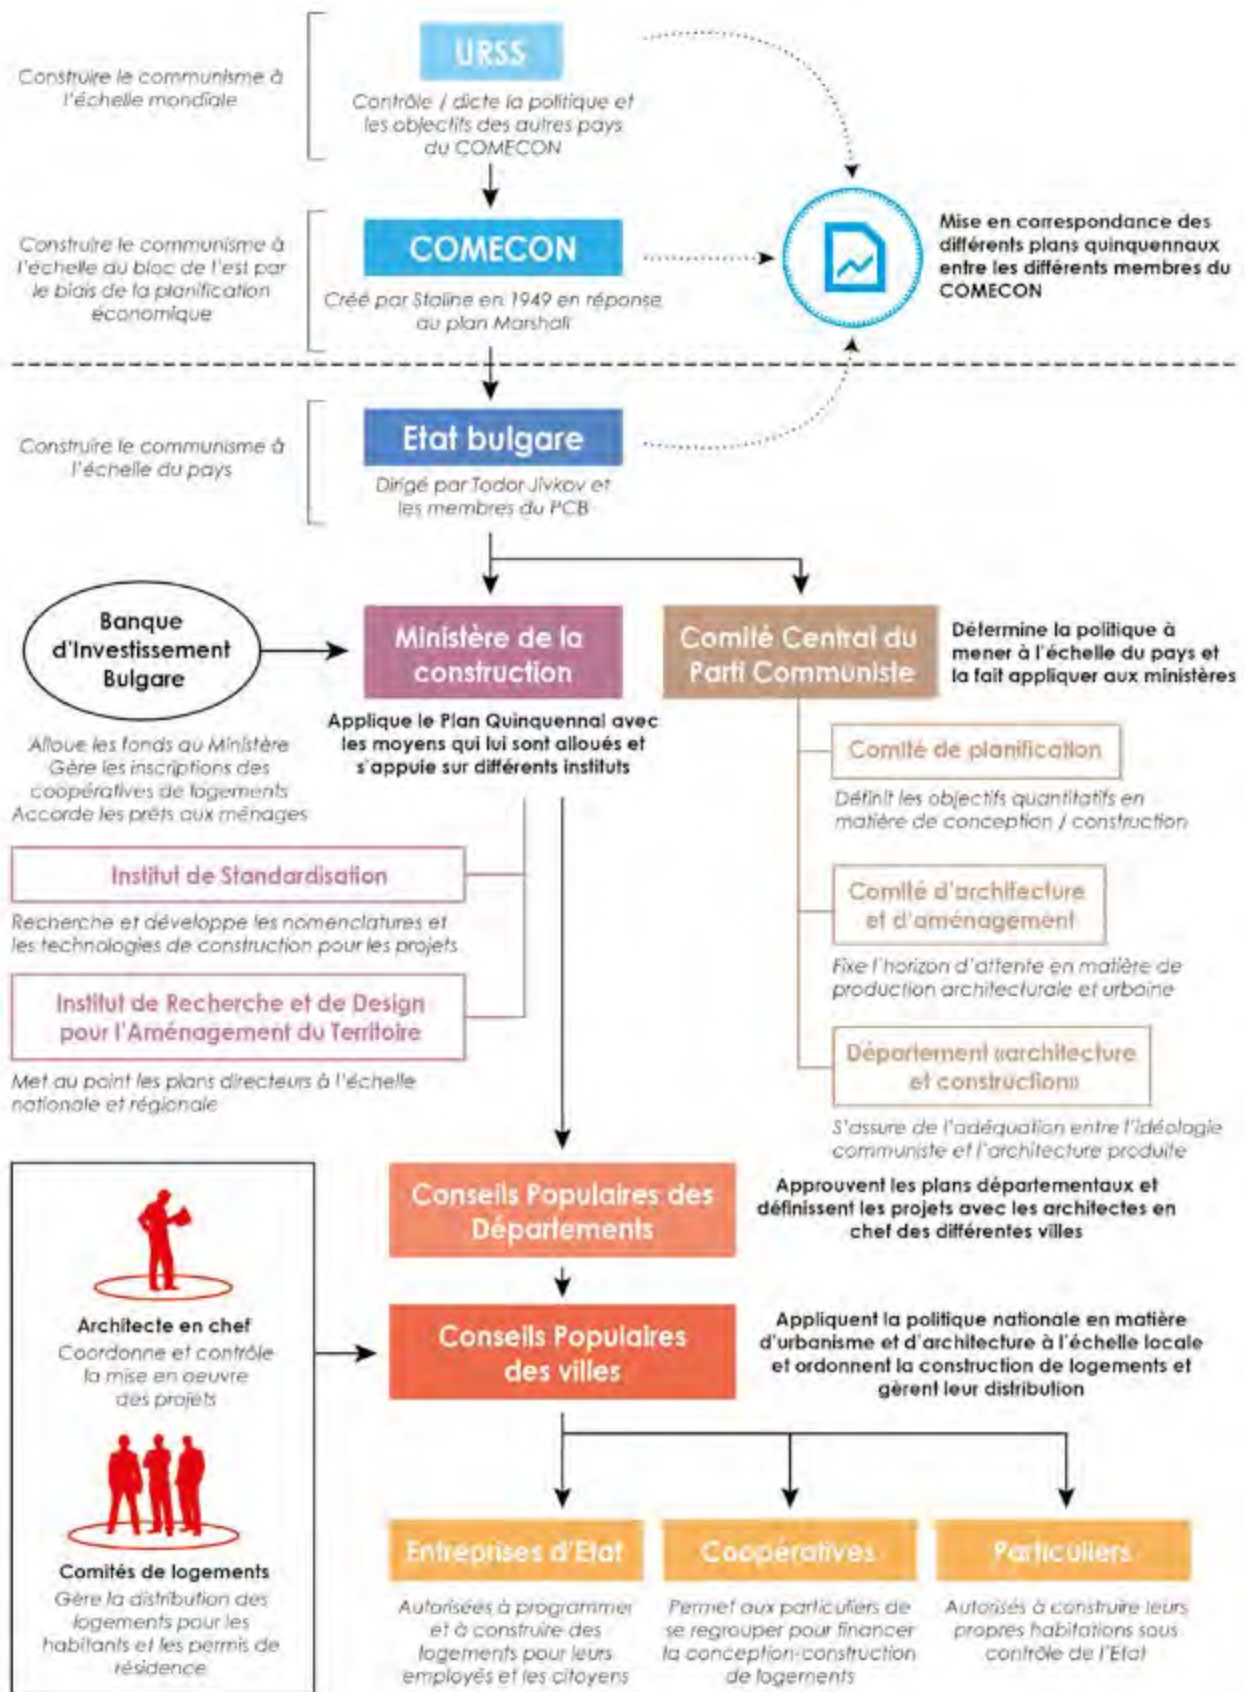 URSS
Construire le communisme à
l'échelle mondiale
Contrôle / dicte la politique et
les objectifs des autres pays
du COMECON
COMECON
Construire le communisme à
l'échelle du bloc de l'est par
le biais de la planification
économique
Créé par Staline en 1949 en réponse
au plan Marshall
Mise en correspondance des
différents plans quinquennaux
entre les différents membres du
COMECON
Etat bulgare
Construire le communisme à
l'échelle du pays
Dirigé par Todor Jivkov et
les membres du PCB
Banque
d'Investissement
Bulgare
Alloue les fonds au Ministère
Gère les inscriptions des
coopératives de logements
Accorde les prêts aux ménages
Ministère de la
construction
Applique le Plan Quinquennal avec
les moyens qui lui sont alloués et
s'appuie sur différents instituts
Comité Central du
Parti Communiste
Détermine la politique à
mener à l'échelle du pays et
la fait appliquer aux ministères
Comité de planification
Définit les objectifs quantitatifs en
matière de conception / construction
Comité d'architecture
et d'aménagement
Fixe l'horizon d'attente en matière de
production architecturale et urbaine
Département «architecture
et construction»
S'assure de l'adéquation entre l'idéologie
communiste et l'architecture produite
Institut de Standardisation
Recherche et développe les nomenclatures et
les technologies de construction pour les projets
Institut de Recherche et de Design
pour l'Aménagement du Territoire
Met au point les plans directeurs à l'échelle
nationale et régionale
Conseils Populaires des
Départements
Approuvent les plans départementaux et
définissent les projets avec les architectes en
chef des différentes villes
Conseils Populaires
des villes
Appliquent la politique nationale en matière
d'urbanisme et d'architecture à l'échelle locale
et ordonnent la construction de logements et
gèrent leur distribution
Architecte en chef
Coordonne et contrôle
la mise en oeuvre
des projets
Comités de logements
Gère la distribution des
logements pour les
habitants et les permis de
résidence
Entreprises d'Etat
Autorisées à programmer
et à construire des
logements pour leurs
employés et les citoyens
Coopératives
Permet aux particuliers de
se regrouper pour financer
la conception-construction
de logements
Particuliers
Autorisés à construire leurs
propres habitations sous
contrôle de l'Etat